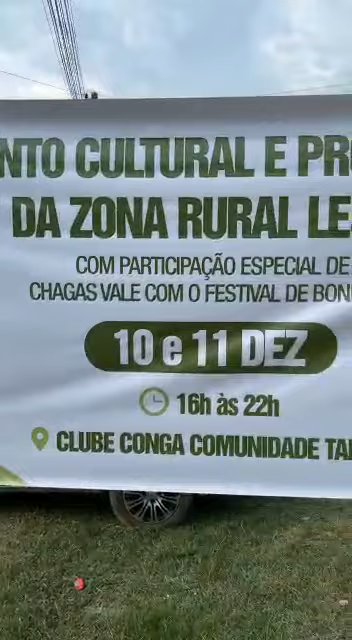 NTO CULTURAL E PR
DA ZONA RURAL LE
COM PARTICIPAÇÃO ESPECIAL DE
CHAGAS VALE COM O FESTIVAL DE BON
10 e 11 DEZ
16h às 22h
CLUBE CONGA COMUNIDADE TA